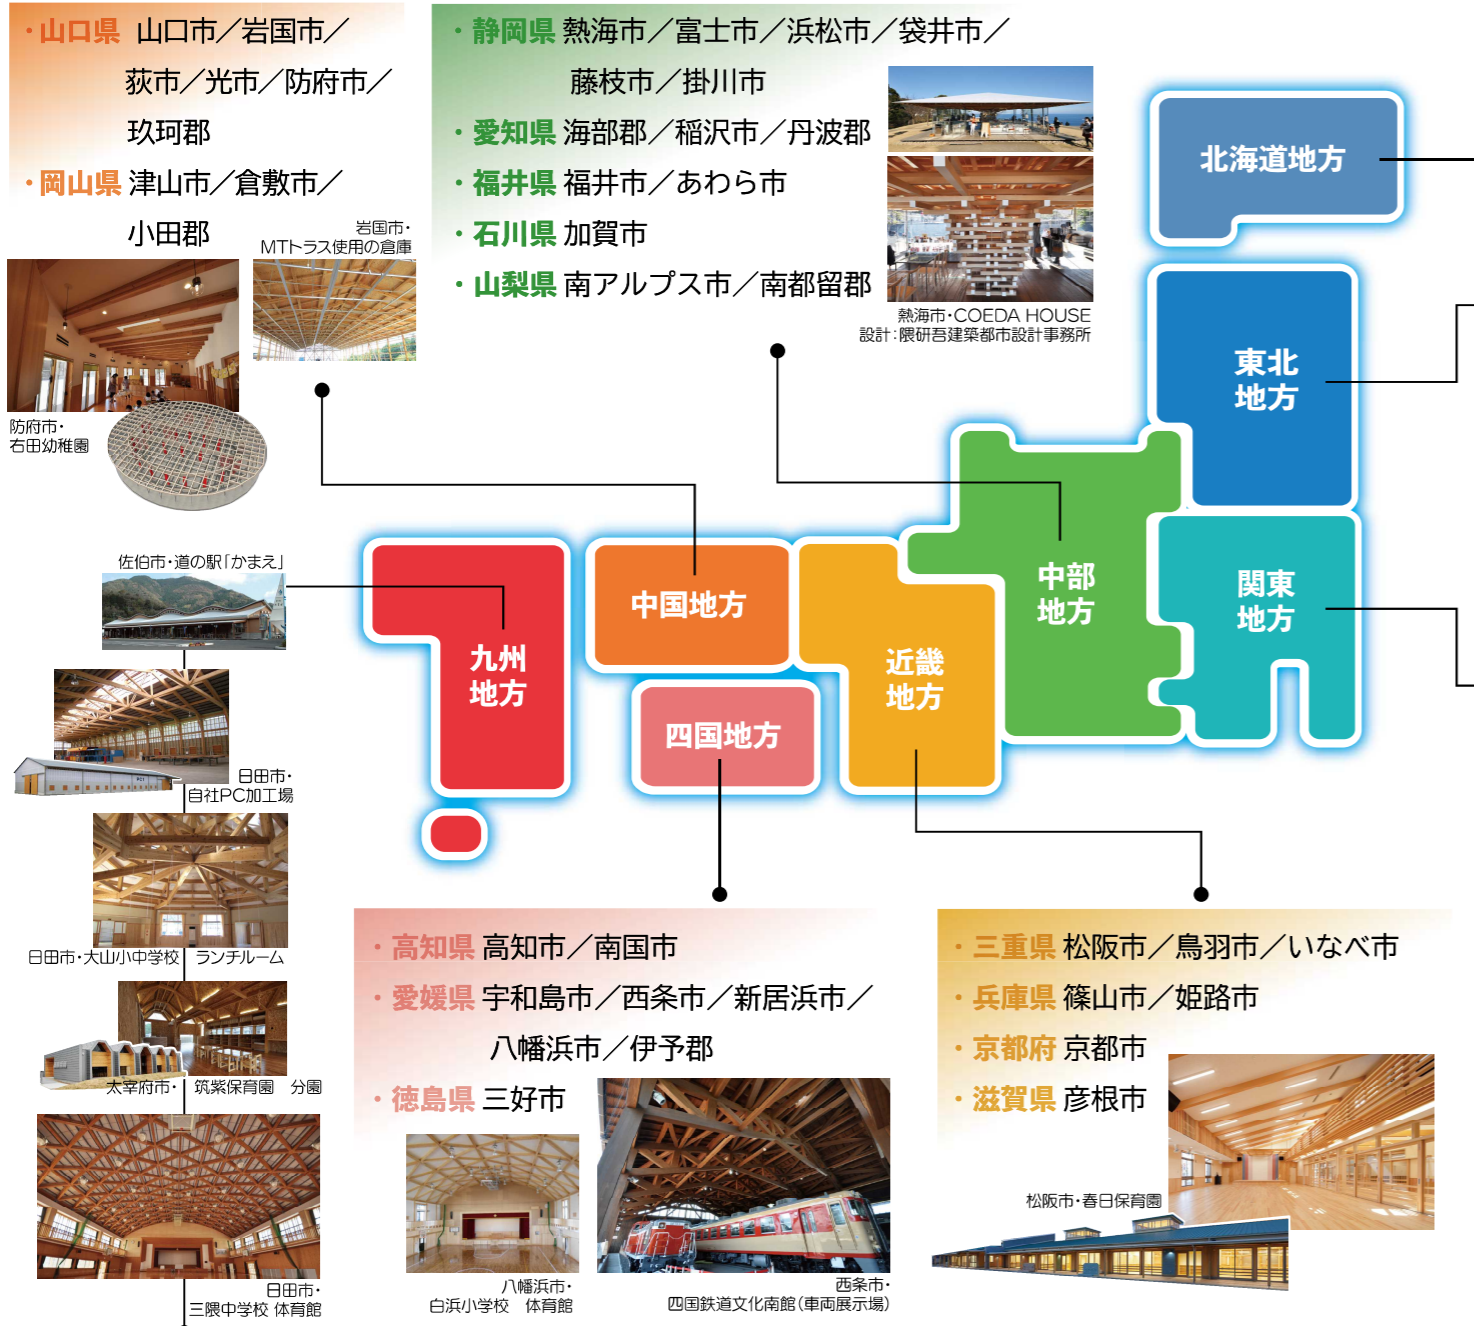 ・山口県 山口市／岩国市／
萩市／光市／防府市／
玖珂郡
・岡山県 津山市／倉敷市／
小田郡
岩国市・
MTトラス使用の倉庫
防府市・
右田幼稚園
・静岡県 熱海市／富士市／浜松市／袋井市／
藤枝市／掛川市
・愛知県 海部郡／稲沢市／丹波郡
・福井県 福井市／あわら市
・石川県 加賀市
・山梨県 南アルプス市／南都留郡
熱海市・COEDA HOUSE
設計：隈研吾建築都市設計事務所
北海道地方
東北
地方
中部
地方
関東
地方
中国地方
近畿
地方
九州
地方
四国地方
佐伯市・道の駅「かまえ」
日田市・
自社PC加工場
日田市・大山小中学校　ランチルーム
太宰府市・　筑紫保育園　分園
日田市・
三隈中学校 体育館
・高知県 高知市／南国市
・愛媛県 宇和島市／西条市／新居浜市／
八幡浜市／伊予郡
・徳島県 三好市
八幡浜市・
白浜小学校　体育館
西条市・
四国鉄道文化南館（車両展示場）
・三重県 松阪市／鳥羽市／いなべ市
・兵庫県 篠山市／姫路市
・京都府 京都市
・滋賀県 彦根市
松阪市・春日保育園